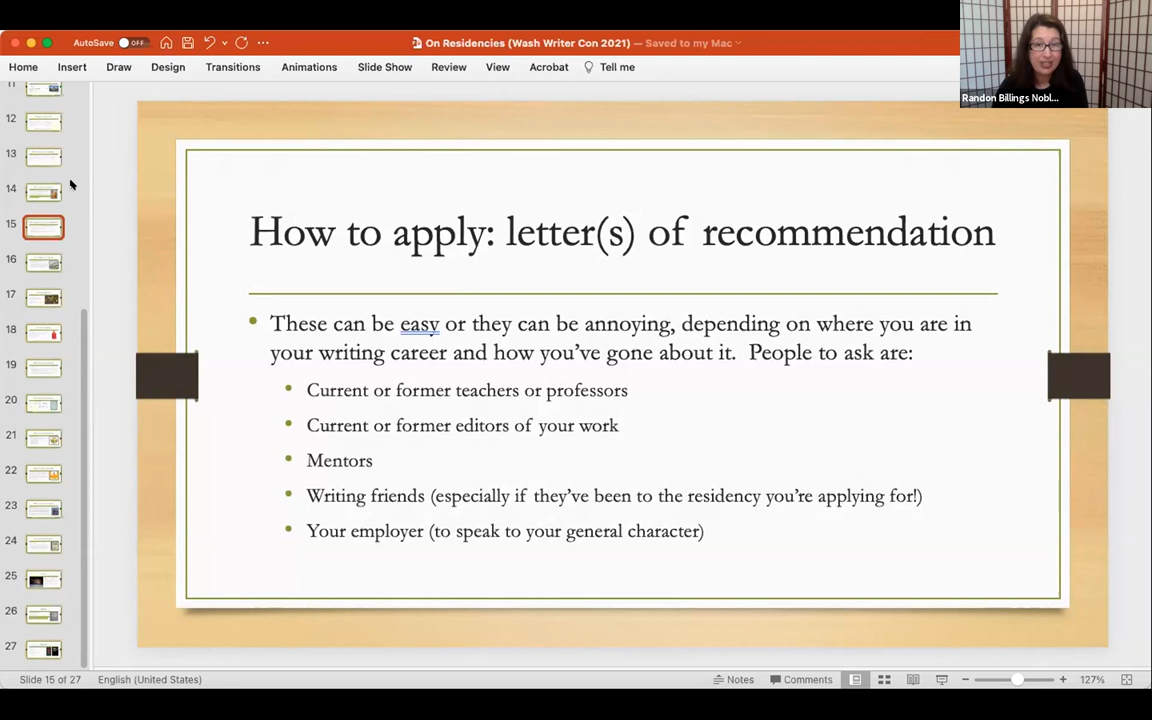 AutoSave OFF
On Residencies (Wash Writer Con 2021) — Saved to my Mac
Home Insert Draw Design Transitions Animations Slide Show Review View Acrobat Tell me
Randon Billings Nobl...
11
12
13
14
15
16
17
18
19
20
21
22
23
24
25
26
27
How to apply: letter(s) of recommendation
• These can be easy or they can be annoying, depending on where you are in
your writing career and how you’ve gone about it. People to ask are:
• Current or former teachers or professors
• Current or former editors of your work
• Mentors
• Writing friends (especially if they’ve been to the residency you’re applying for!)
• Your employer (to speak to your general character)
Slide 15 of 27 English (United States) Notes Comments 127%